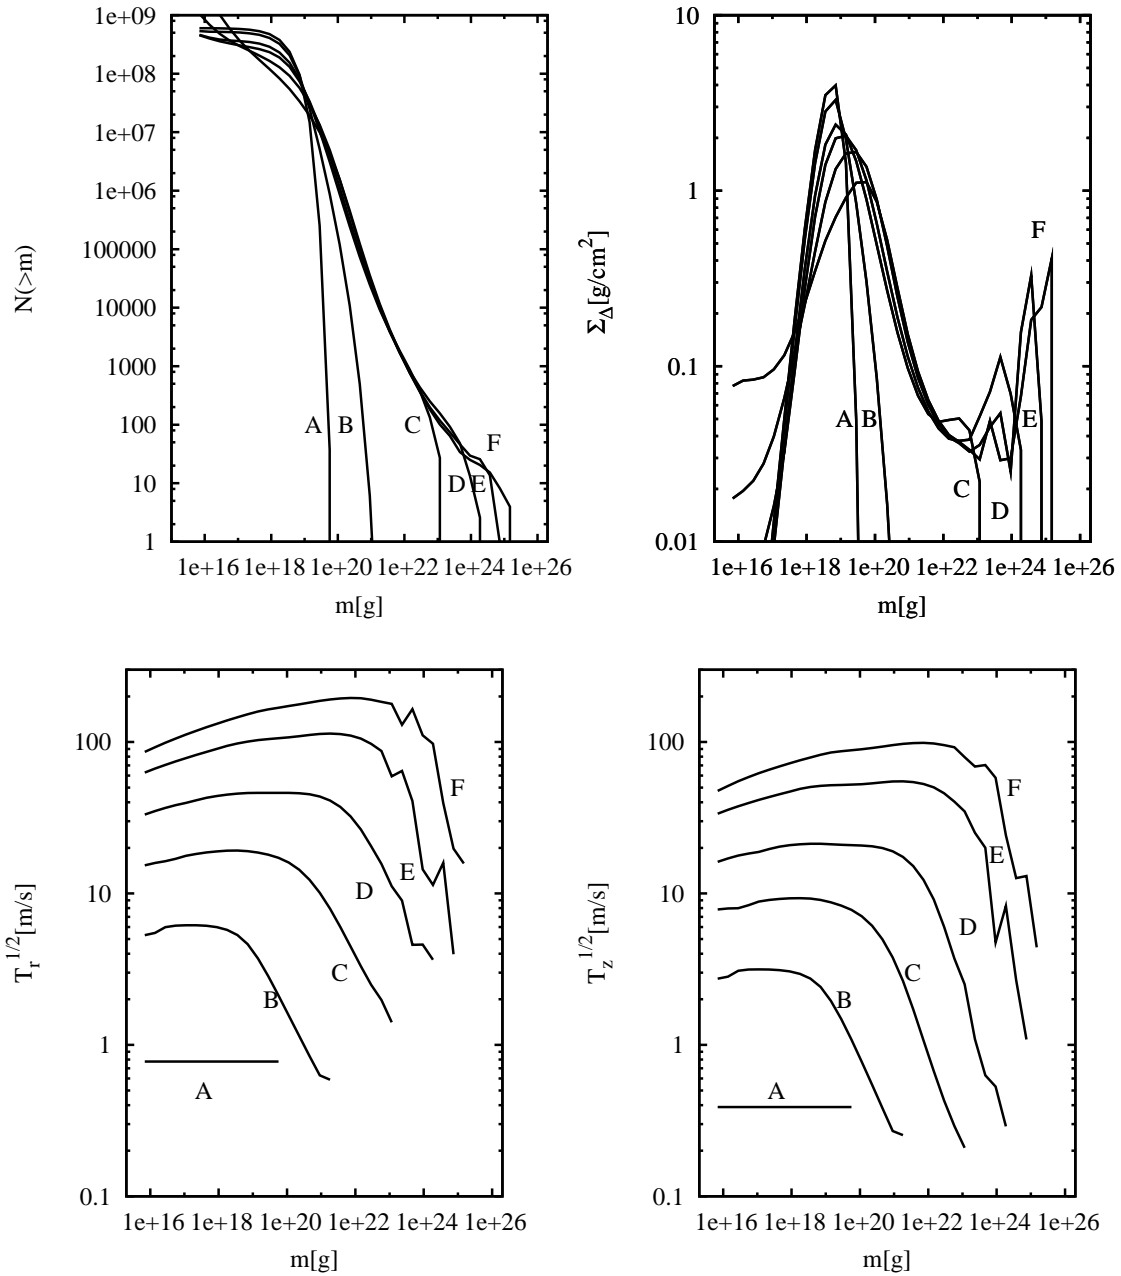 1e+09
1e+08
1e+07
1e+06
100000
10000
1000
100
10
1
N(>m)
A B C D E F
1e+16 1e+18 1e+20 1e+22 1e+24 1e+26
m[g]
10
1
0.1
0.01
Σ_Δ[g/cm²]
A B C D E F
1e+16 1e+18 1e+20 1e+22 1e+24 1e+26
m[g]
100
10
1
0.1
T_r^{1/2}[m/s]
A B C D E F
1e+16 1e+18 1e+20 1e+22 1e+24 1e+26
m[g]
100
10
1
0.1
T_z^{1/2}[m/s]
A B C D E F
1e+16 1e+18 1e+20 1e+22 1e+24 1e+26
m[g]